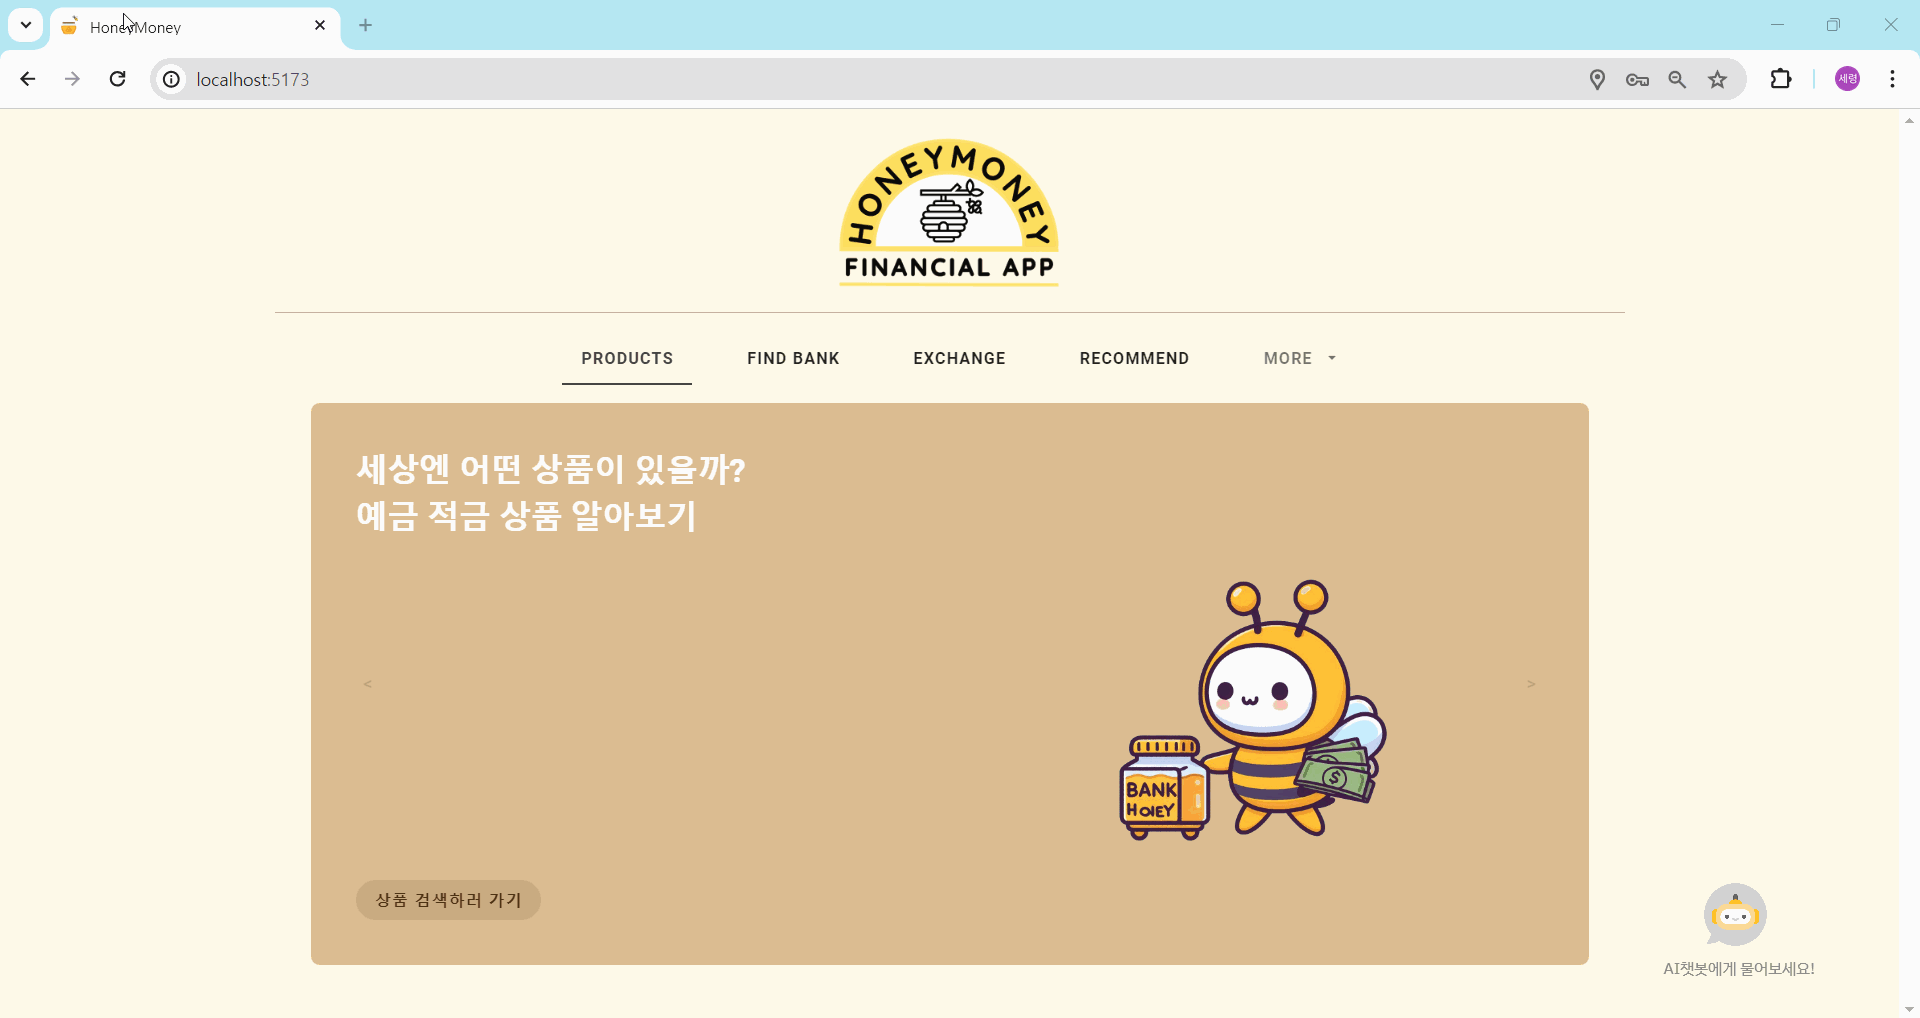 HoneyMoney
localhost:5173
세령
HONEYMONEY
FINANCIAL APP
PRODUCTS
FIND BANK
EXCHANGE
RECOMMEND
MORE
세상엔 어떤 상품이 있을까?
예금 적금 상품 알아보기
<
>
$
BANK
HOIEY
상품 검색하러 가기
AI챗봇에게 물어보세요!